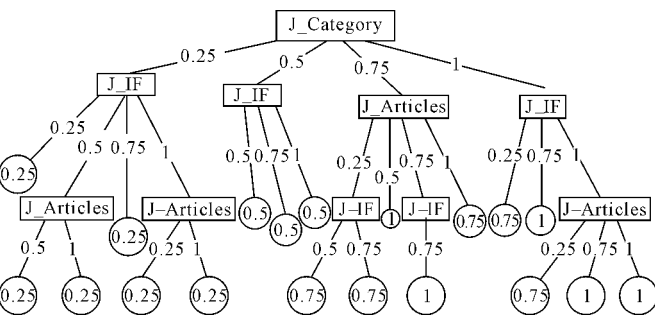 J_Category
0.25 0.5 0.75 1
J_IF J_IF J_Articles J_IF
0.25 0.5 0.75 1 0.5 0.75 1 0.25 0.5 0.75 1 0.25 0.75 1
0.25 J_Articles 0.25 J-Articles 0.5 0.5 0.5 J-IF 1 J-IF 0.75 0.75 1 J-Articles
0.5 1 0.25 1 0.5 0.75 0.75 0.25 0.75 1
0.25 0.25 0.25 0.25 0.75 0.75 1 0.75 1 1